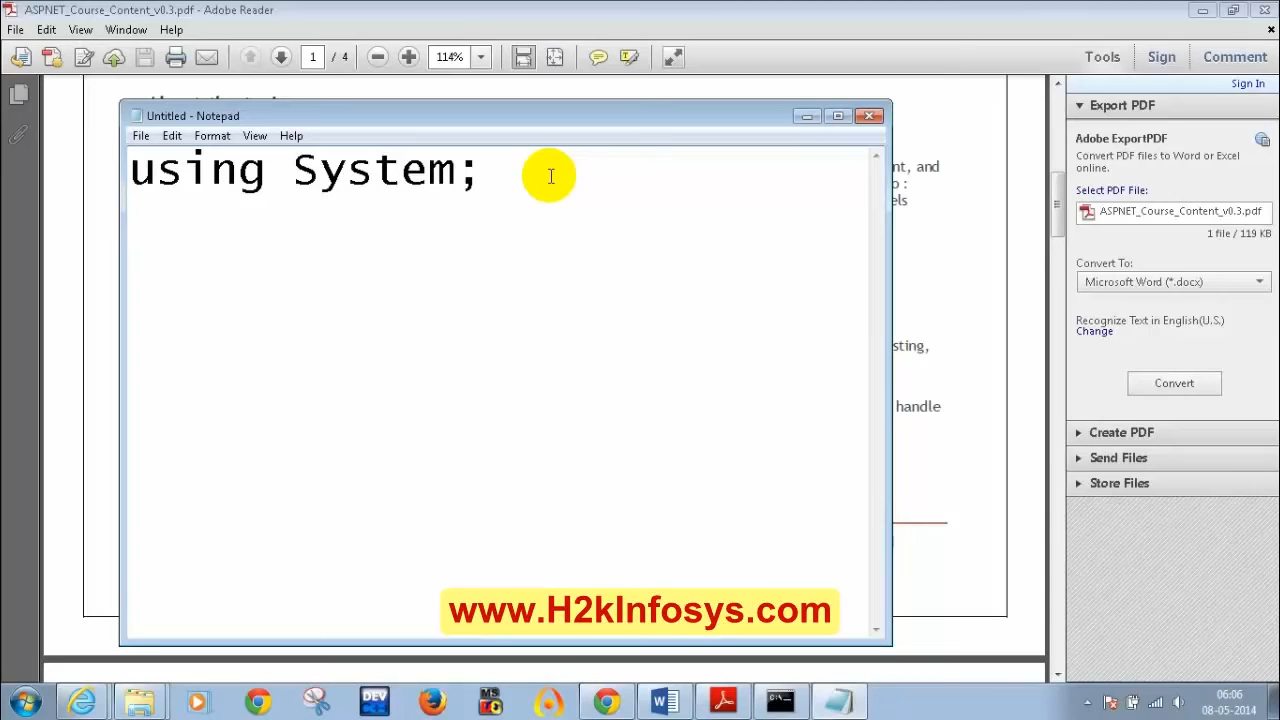 ASPNET_Course_Content_v0.3.pdf - Adobe Reader
File Edit View Window Help
1 / 4 114% Tools Sign Comment
Sign In
Untitled - Notepad
File Edit Format View Help
using System;
nt, and
o :
els
sting,
handle
Export PDF
Adobe ExportPDF
Convert PDF files to Word or Excel
online.
Select PDF File:
ASPNET_Course_Content_v0.3.pdf
1 file / 119 KB
Convert To:
Microsoft Word (*.docx)
Recognize Text in English(U.S.)
Change
Convert
Create PDF
Send Files
Store Files
www.H2kInfosys.com
DEV
MS
06:06
08-05-2014